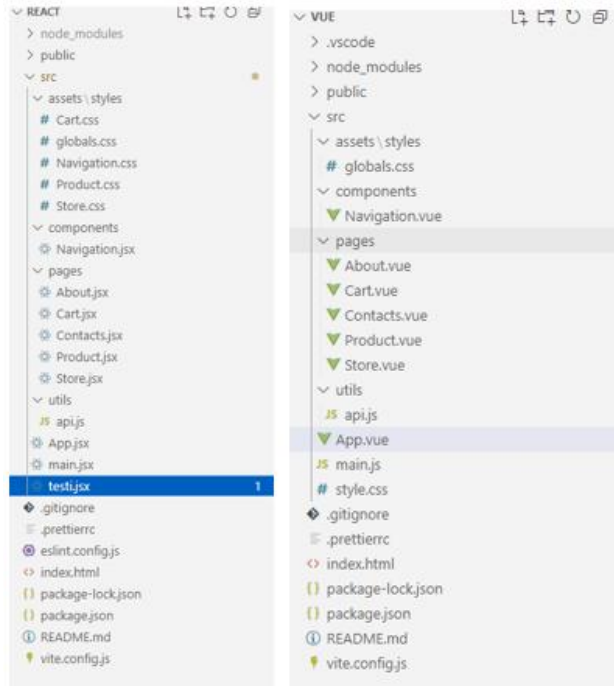 REACT
node_modules
public
src
assets\styles
# Cart.css
# globals.css
# Navigation.css
# Product.css
# Store.css
components
Navigation.jsx
pages
About.jsx
Cart.jsx
Contacts.jsx
Product.jsx
Store.jsx
utils
JS api.js
App.jsx
main.jsx
testi.jsx 1
.gitignore
.prettierrc
eslint.config.js
<> index.html
{} package-lock.json
{} package.json
README.md
vite.config.js
VUE
.vscode
node_modules
public
src
assets\styles
# globals.css
components
Navigation.vue
pages
About.vue
Cart.vue
Contacts.vue
Product.vue
Store.vue
utils
JS api.js
App.vue
JS main.js
# style.css
.gitignore
.prettierrc
<> index.html
{} package-lock.json
{} package.json
README.md
vite.config.js